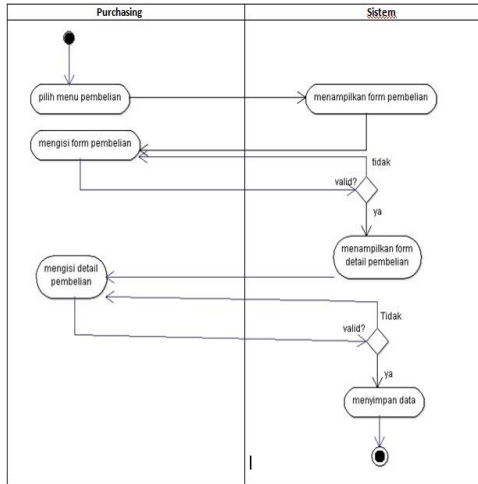 Purchasing
Sistem
pilih menu pembelian
menampilkan form pembelian
mengisi form pembelian
tidak
valid?
ya
menampilkan form
detail pembelian
mengisi detail
pembelian
Tidak
valid?
ya
menyimpan data